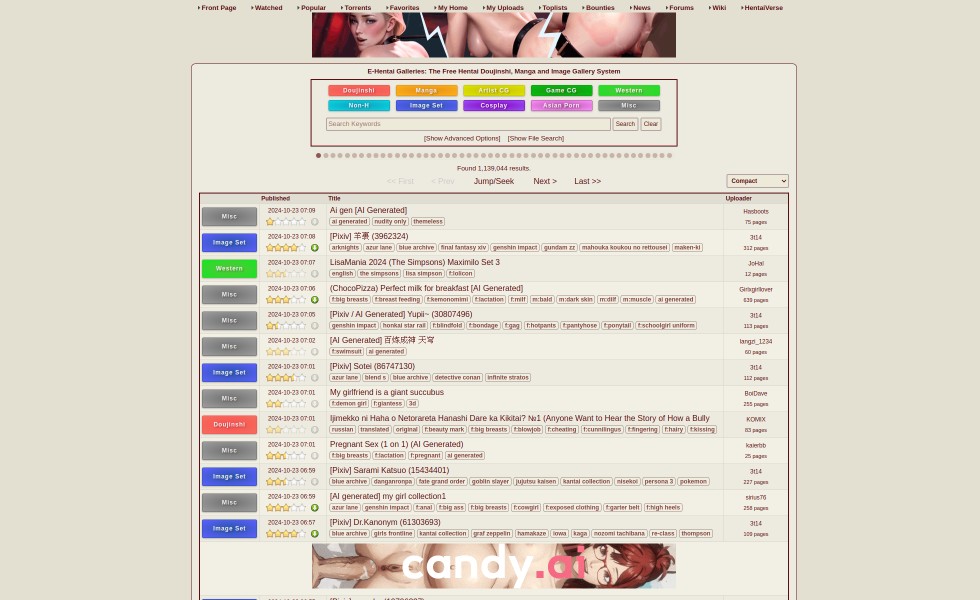 Front Page Watched Popular Torrents Favorites My Home My Uploads Toplists Bounties News Forums Wiki HentaiVerse
E-Hentai Galleries: The Free Hentai Doujinshi, Manga and Image Gallery System
Doujinshi Manga Artist CG Game CG Western
Non-H Image Set Cosplay Asian Porn Misc
Search Keywords Search Clear
[Show Advanced Options] [Show File Search]
Found 1,139,044 results.
<< First < Prev Jump/Seek Next > Last >> Compact
Published Title Uploader
Misc 2024-10-23 07:09 Ai gen [AI Generated] Hasboots
ai generated nudity only themeless 75 pages
Image Set 2024-10-23 07:08 [Pixiv] (3962324) 3t14
arknights azur lane blue archive final fantasy xiv genshin impact gundam zz mahouka koukou no rettousei maken-ki 312 pages
Western 2024-10-23 07:07 LisaMania 2024 (The Simpsons) Maximilo Set 3 JoHal
english the simpsons lisa simpson f:lolicon 12 pages
Misc 2024-10-23 07:06 (ChocoPizza) Perfect milk for breakfast [AI Generated] Girlxgirllover
f:big breasts f:breast feeding f:kemonomimi f:lactation f:milf m:bald m:dark skin m:dilf m:muscle ai generated 639 pages
Misc 2024-10-23 07:05 [Pixiv / AI Generated] Yupii~ (30807496) 3t14
genshin impact honkai star rail f:blindfold f:bondage f:gag f:hotpants f:pantyhose f:ponytail f:schoolgirl uniform 113 pages
Misc 2024-10-23 07:02 [AI Generated] langzi_1234
f:swimsuit ai generated 60 pages
Image Set 2024-10-23 07:01 [Pixiv] Sotei (86747130) 3t14
azur lane blend s blue archive detective conan infinite stratos 112 pages
Misc 2024-10-23 07:01 My girlfriend is a giant succubus BoiDave
f:demon girl f:giantess 3d 255 pages
Doujinshi 2024-10-23 07:01 Ijimekko ni Haha o Netorareta Hanashi Dare ka Kikitai? №1 (Anyone Want to Hear the Story of How a Bully KOMIX
russian translated original f:beauty mark f:big breasts f:blowjob f:cheating f:cunnilingus f:fingering f:hairy f:kissing 83 pages
Misc 2024-10-23 07:01 Pregnant Sex (1 on 1) (AI Generated) kaierbb
f:big breasts f:lactation f:pregnant ai generated 25 pages
Image Set 2024-10-23 06:59 [Pixiv] Sarami Katsuo (15434401) 3t14
blue archive danganronpa fate grand order goblin slayer jujutsu kaisen kantai collection nisekoi persona 3 pokemon 227 pages
Misc 2024-10-23 06:59 [AI generated] my girl collection1 sirius76
azur lane genshin impact f:anal f:big ass f:big breasts f:cowgirl f:exposed clothing f:garter belt f:high heels 258 pages
Image Set 2024-10-23 06:57 [Pixiv] Dr.Kanonym (61303693) 3t14
blue archive girls frontline kantai collection graf zeppelin hamakaze iowa kaga nozomi tachibana re-class thompson 109 pages
candy.ai